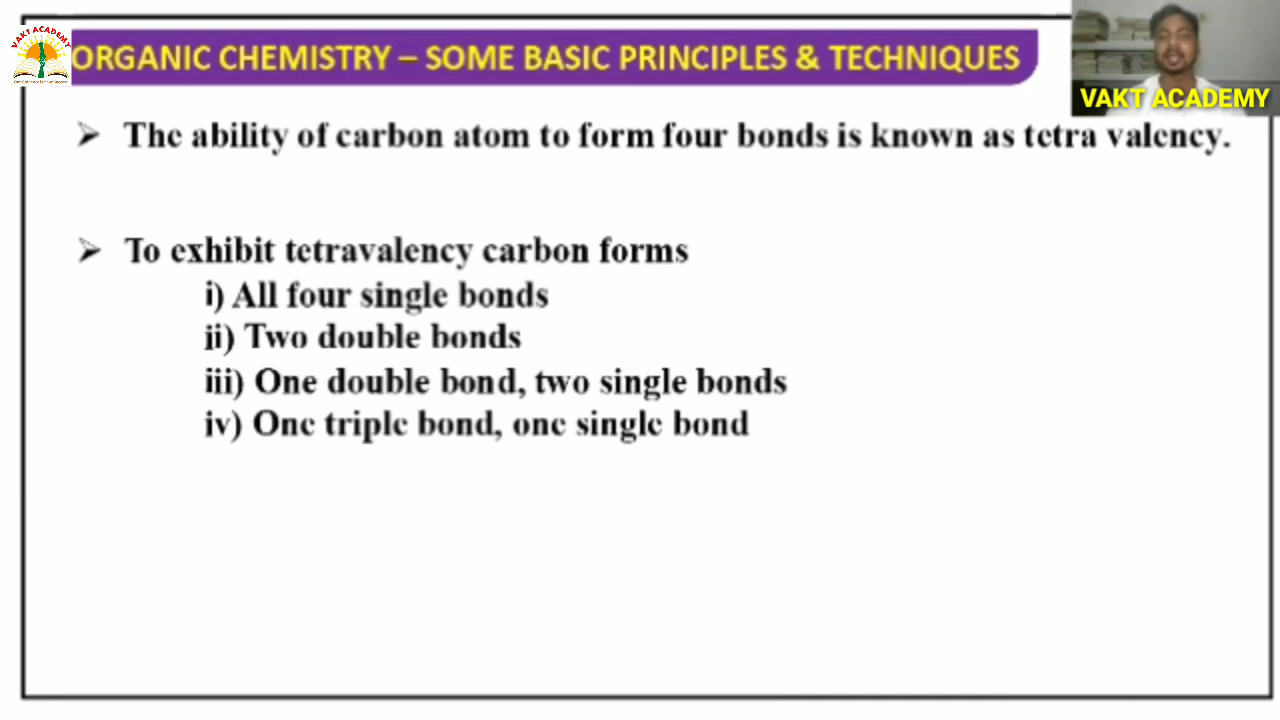 VAKT ACADEMY
ORGANIC CHEMISTRY – SOME BASIC PRINCIPLES & TECHNIQUES
VAKT ACADEMY
➢ The ability of carbon atom to form four bonds is known as tetra valency.
➢ To exhibit tetravalency carbon forms
i) All four single bonds
ii) Two double bonds
iii) One double bond, two single bonds
iv) One triple bond, one single bond